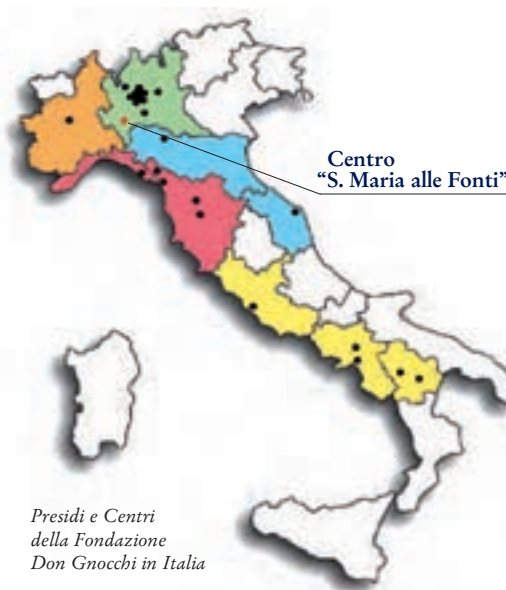 Centro
“S. Maria alle Fonti”
Presidi e Centri
della Fondazione
Don Gnocchi in Italia